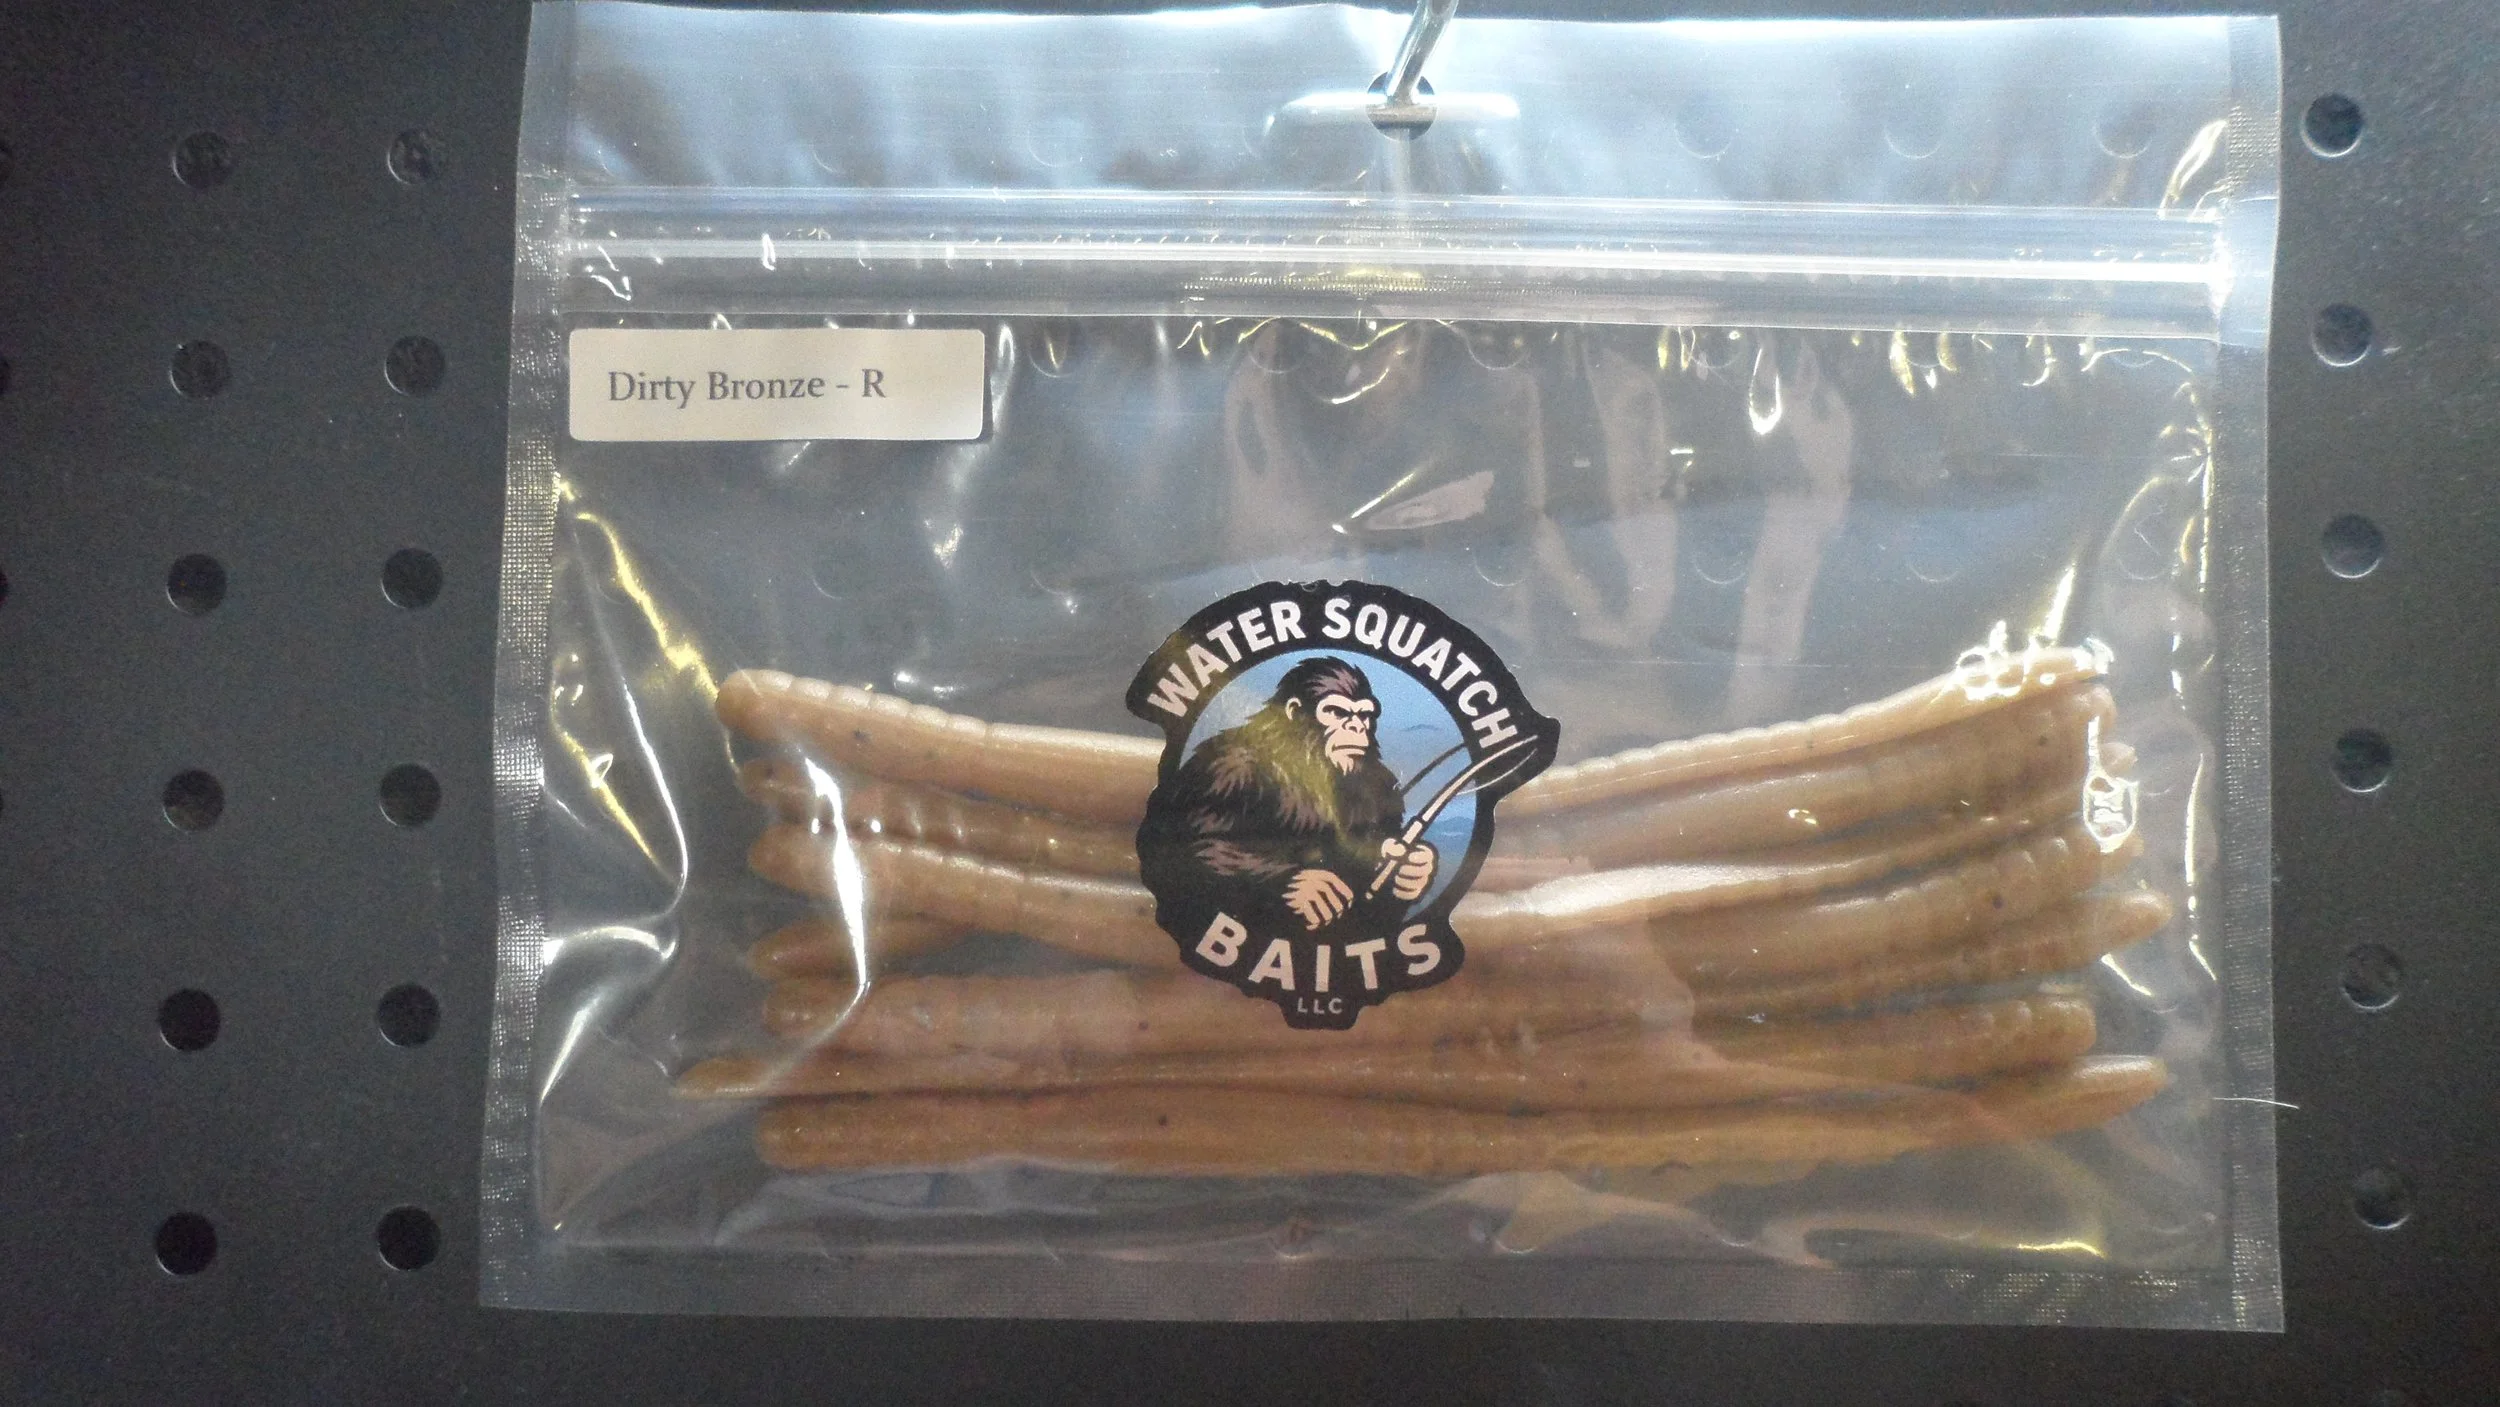 Dirty Bronze - R
WATER SQUATCH
BAITS
LLC